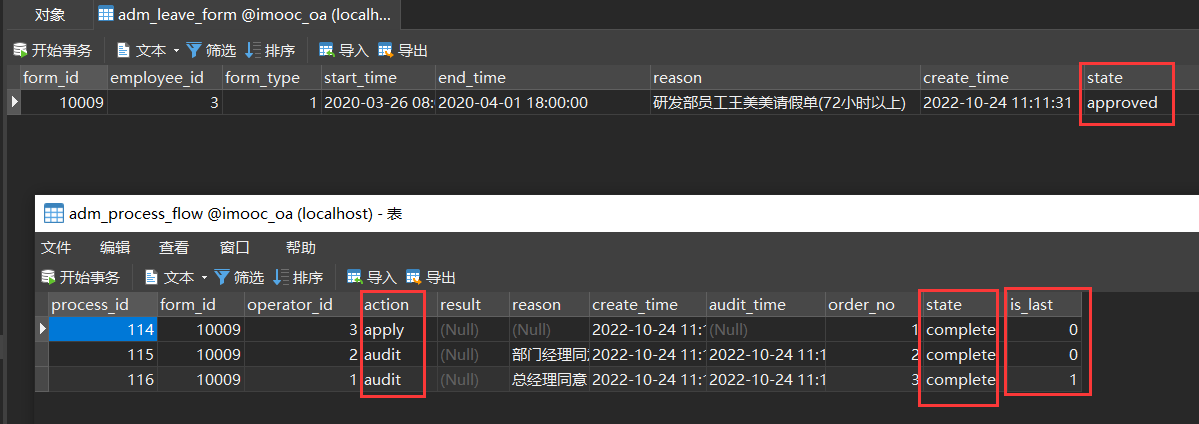 对象 adm_leave_form @imooc_oa (localh...
开始事务 文本 筛选 排序 导入 导出
form_id employee_id form_type start_time end_time reason create_time state
10009 3 1 2020-03-26 08: 2020-04-01 18:00:00 研发部员工王美美请假单(72小时以上) 2022-10-24 11:11:31 approved
adm_process_flow @imooc_oa (localhost) - 表
文件 编辑 查看 窗口 帮助
开始事务 文本 筛选 排序 导入 导出
process_id form_id operator_id action result reason create_time audit_time order_no state is_last
114 10009 3 apply (Null) (Null) 2022-10-24 11:1 (Null) 1 complete 0
115 10009 2 audit (Null) 部门经理同 2022-10-24 11:1 2022-10-24 11:1 2 complete 0
116 10009 1 audit (Null) 总经理同意 2022-10-24 11:1 2022-10-24 11:1 3 complete 1